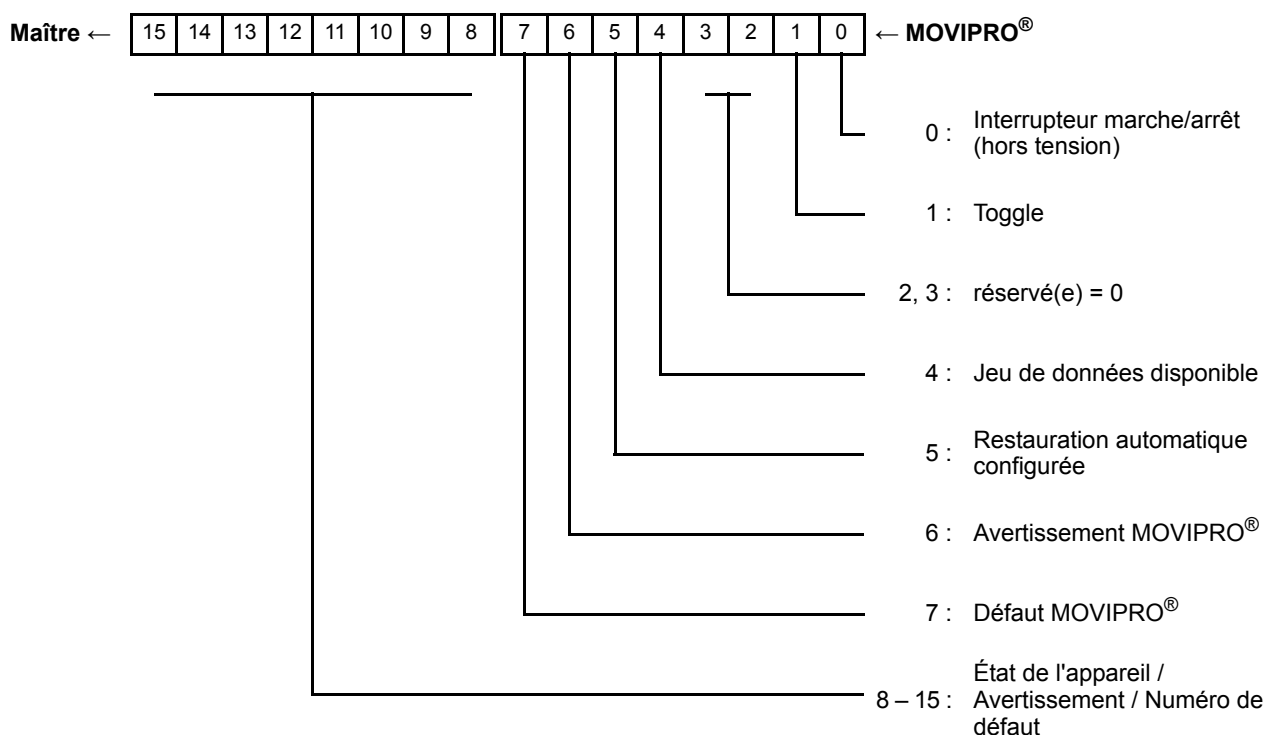 Maître ← 15 14 13 12 11 10 9 8 7 6 5 4 3 2 1 0 ← MOVIPRO®
0 : Interrupteur marche/arrêt
(hors tension)
1 : Toggle
2, 3 : réservé(e) = 0
4 : Jeu de données disponible
5 : Restauration automatique
configurée
6 : Avertissement MOVIPRO®
7 : Défaut MOVIPRO®
8 – 15 : État de l'appareil /
Avertissement / Numéro de
défaut